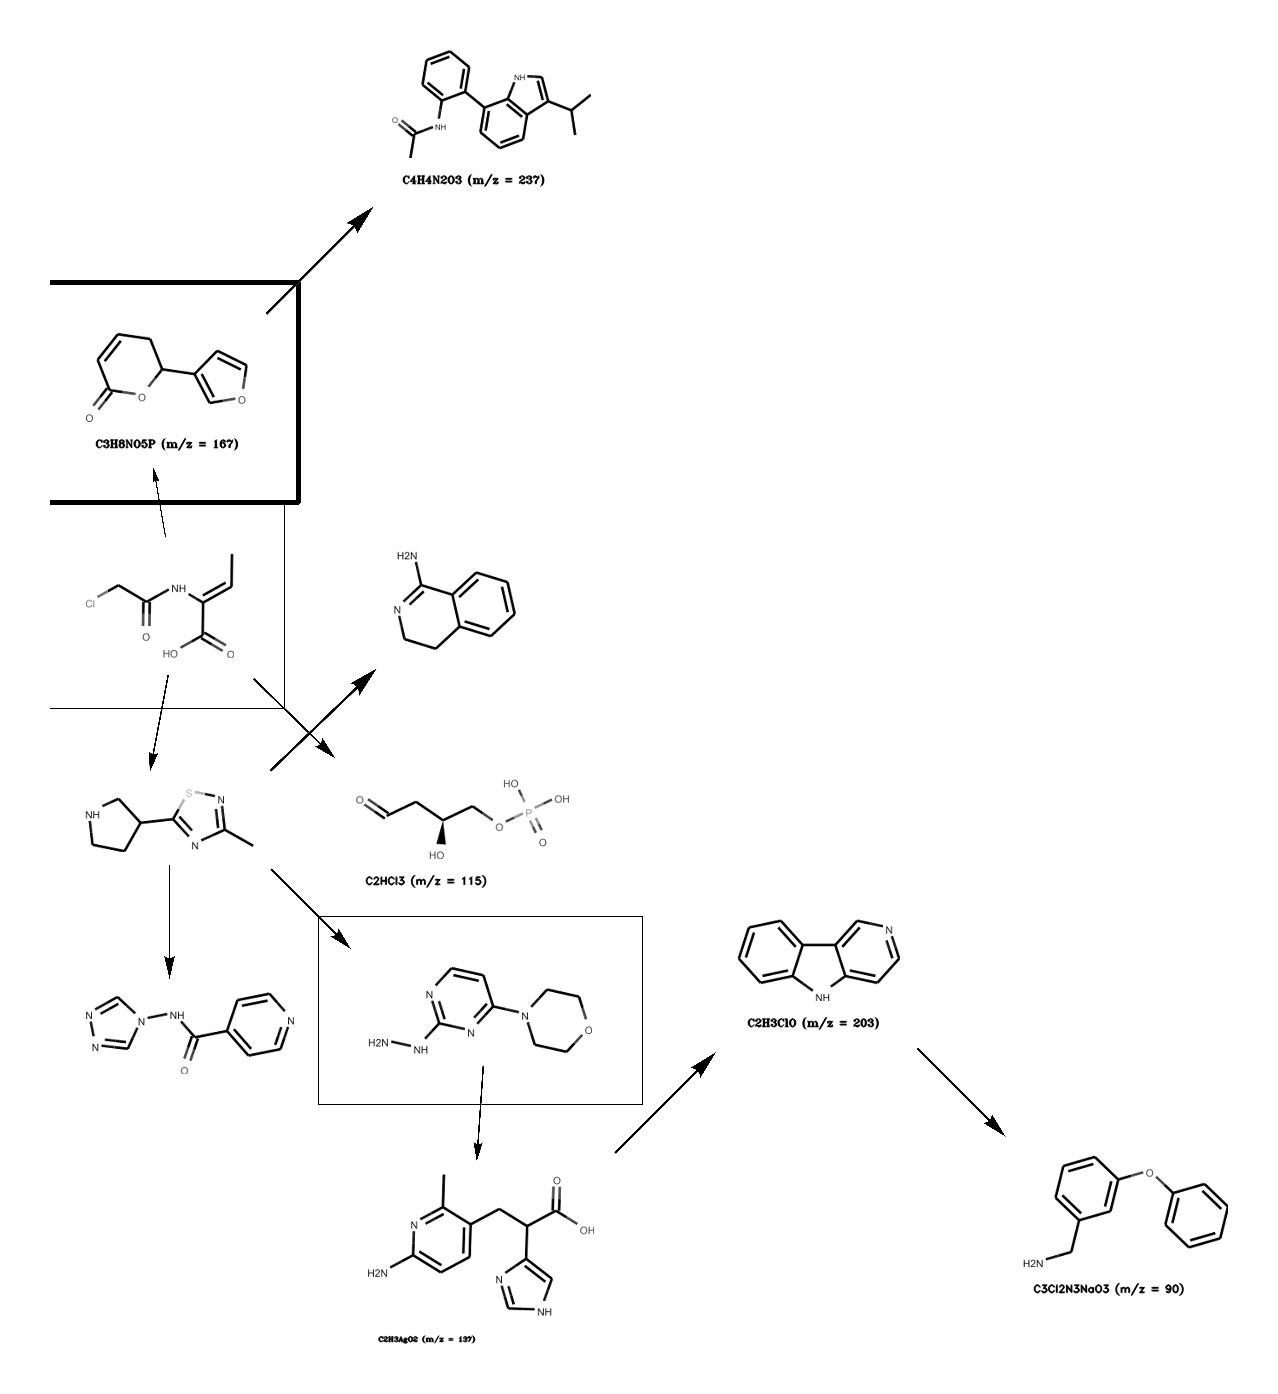 NH
O
NH
C4H4N2O3 (m/z = 237)
O
O
O
C3H8NO5P (m/z = 167)
Cl
NH
O
HO
O
H2N
N
NH
S
N
N
O
O
HO
P
OH
O
HO
C2HCl3 (m/z = 115)
N
N
N
NH
O
N
N
N
N
O
H2N
NH
N
NH
C2H3ClO (m/z = 203)
N
H2N
O
OH
N
NH
C2H3AgO2 (m/z = 137)
O
H2N
C3Cl2N3NaO3 (m/z = 90)